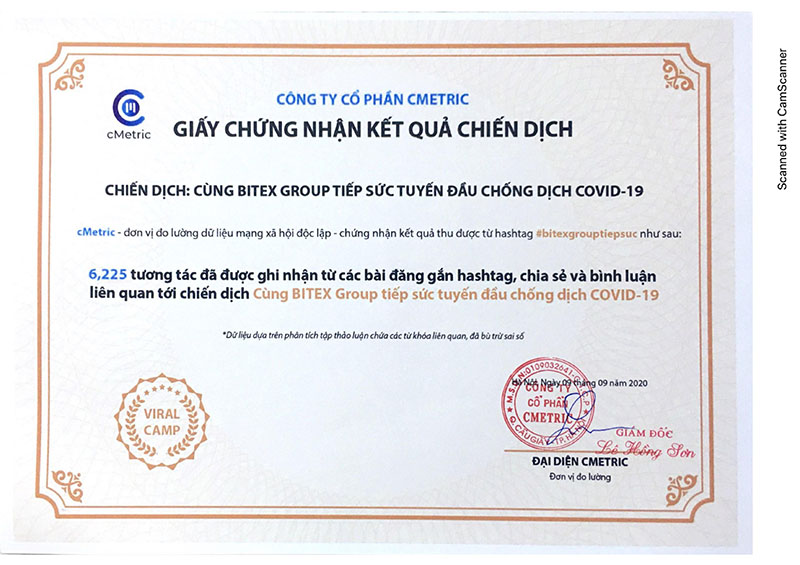 CÔNG TY CỔ PHẦN CMETRIC
cMetric
GIẤY CHỨNG NHẬN KẾT QUẢ CHIẾN DỊCH
CHIẾN DỊCH: CÙNG BITEX GROUP TIẾP SỨC TUYẾN ĐẦU CHỐNG DỊCH COVID-19
cMetric - đơn vị đo lường dữ liệu mạng xã hội độc lập - chứng nhận kết quả thu được từ hashtag #bitexgrouptiepsuc như sau:
6,225 tương tác đã được ghi nhận từ các bài đăng gắn hashtag, chia sẻ và bình luận
liên quan tới chiến dịch Cùng BITEX Group tiếp sức tuyến đầu chống dịch COVID-19
*Dữ liệu dựa trên phân tích tập thảo luận chứa các từ khóa liên quan, đã bù trừ sai số
VIRAL
CAMP
Hà Nội, Ngày 09 tháng 09 năm 2020
M.S.D.N:0109032641-C.T.C.P
CÔNG TY
CỔ PHẦN
CMETRIC
Q. CẦU GIẤY - T.P. HÀ NỘI
GIÁM ĐỐC
Lê Hồng Sơn
ĐẠI DIỆN CMETRIC
Đơn vị đo lường
Scanned with CamScanner